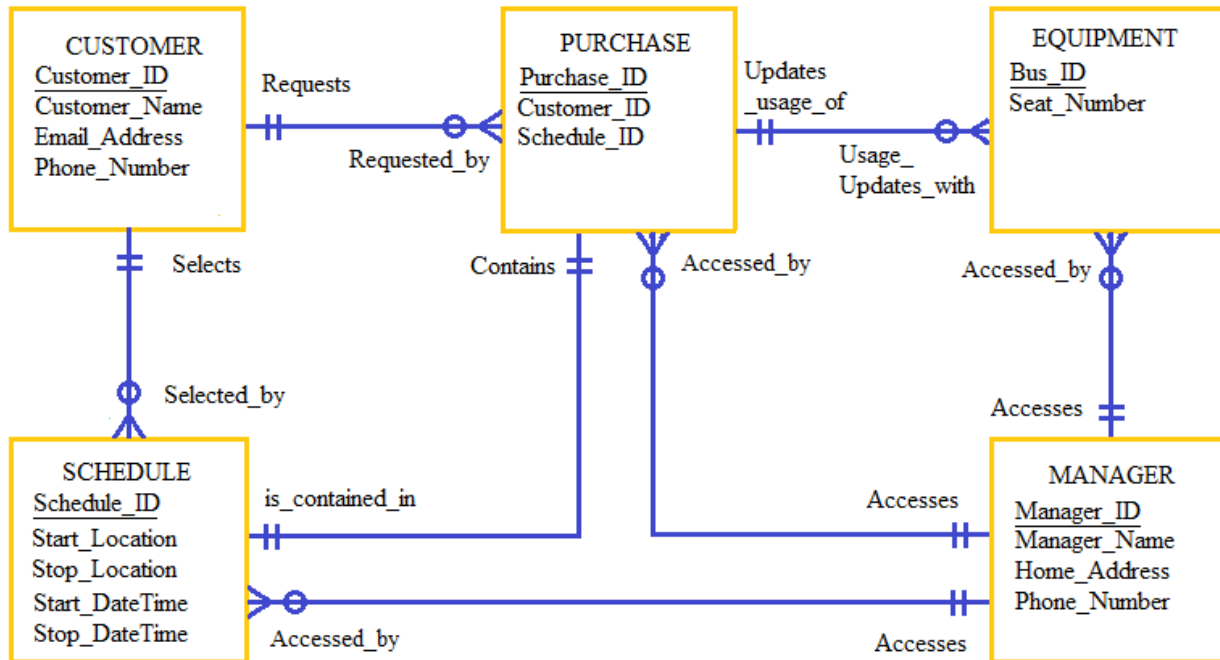 CUSTOMER
Customer_ID
Customer_Name
Email_Address
Phone_Number
Requests
Requested_by
PURCHASE
Purchase_ID
Customer_ID
Schedule_ID
Updates
_usage_of
Usage_
Updates_with
EQUIPMENT
Bus_ID
Seat_Number
Selects
Selected_by
Contains
is_contained_in
Accessed_by
Accesses
Accessed_by
Accesses
SCHEDULE
Schedule_ID
Start_Location
Stop_Location
Start_DateTime
Stop_DateTime
Accessed_by
Accesses
MANAGER
Manager_ID
Manager_Name
Home_Address
Phone_Number